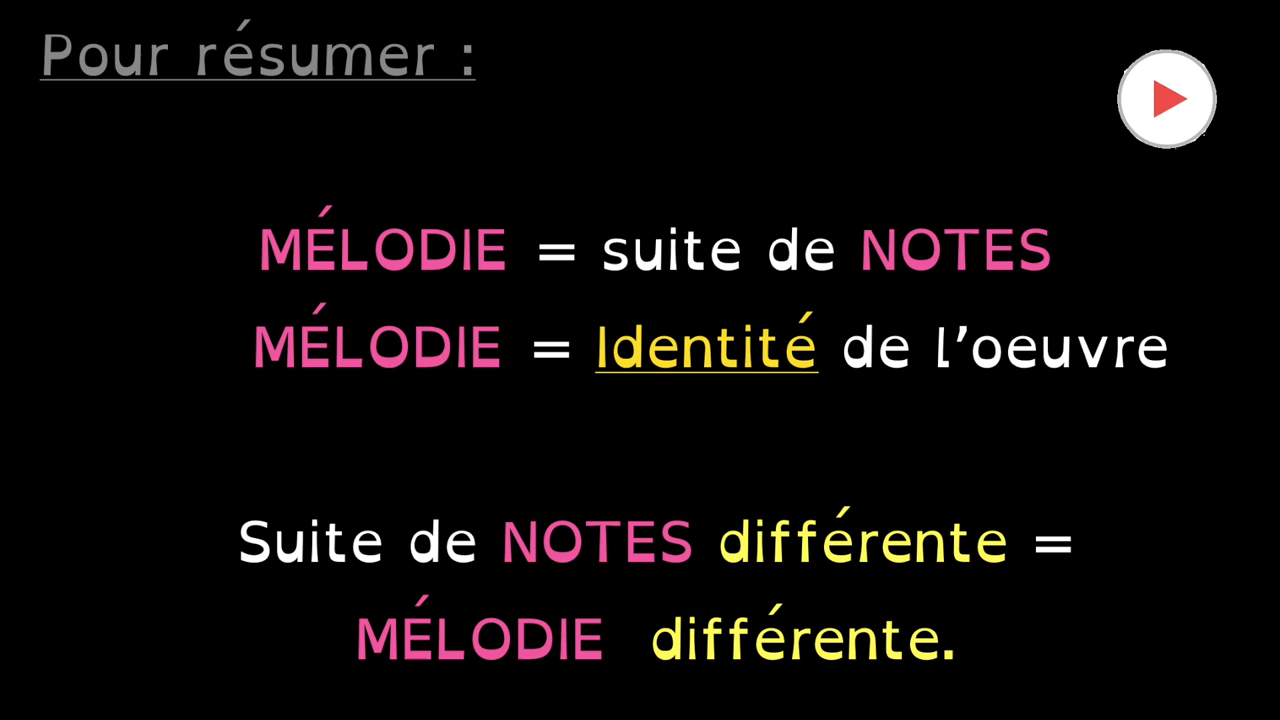 Pour résumer :
MÉLODIE = suite de NOTES
MÉLODIE = Identité de l’oeuvre
Suite de NOTES différente =
MÉLODIE différente.